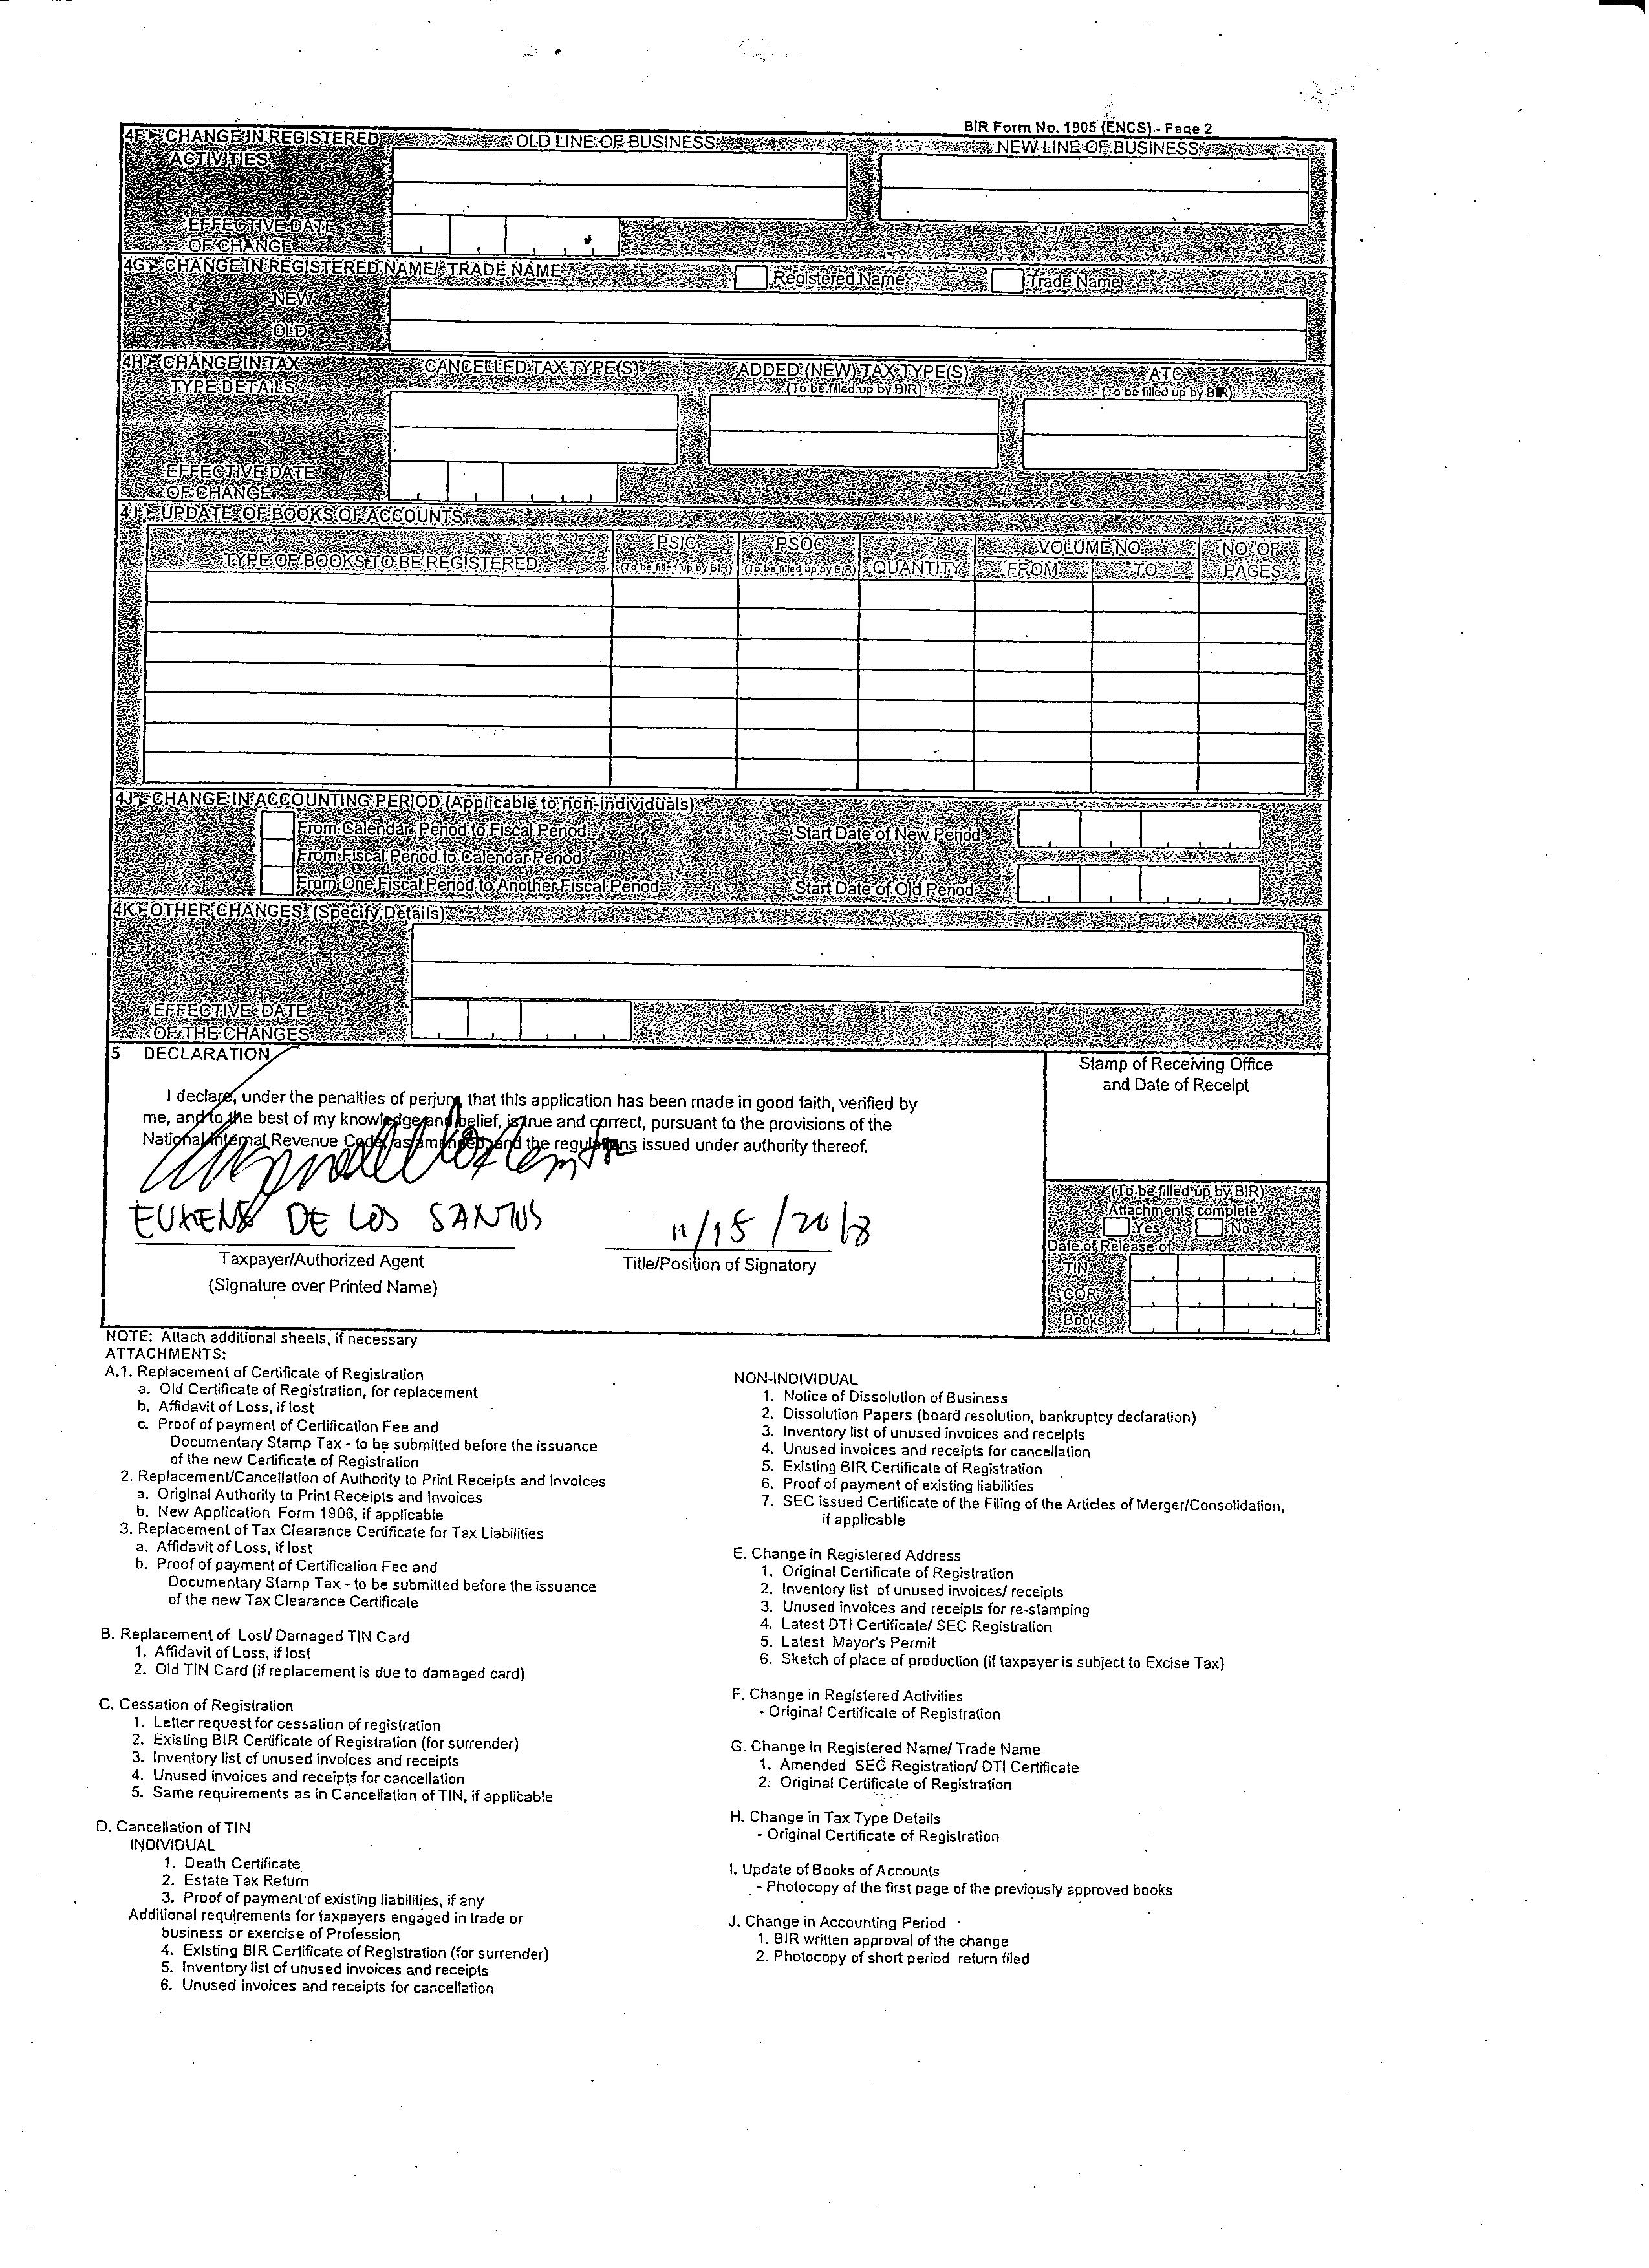 BIR Form No. 1905 (ENCS) - Page 2
4F CHANGE IN REGISTERED ACTIVITIES
OLD LINE OF BUSINESS
NEW LINE OF BUSINESS
EFFECTIVE DATE
OF CHANGE
4G CHANGE IN REGISTERED NAME/ TRADE NAME
Registered Name
Trade Name
NEW
OLD
4H CHANGE IN TAX TYPE DETAILS
CANCELLED TAX TYPE(S)
ADDED (NEW) TAX TYPE(S)
(To be filled up by BIR)
ATC
(To be filled up by BIR)
EFFECTIVE DATE
OF CHANGE
4I UPDATE OF BOOKS OF ACCOUNTS
TYPE OF BOOKS TO BE REGISTERED
PSIC
(To be filled up by BIR)
PSOC
(To be filled up by BIR)
QUANTITY
VOLUME NO.
FROM
TO
NO. OF
PAGES
4J CHANGE IN ACCOUNTING PERIOD (Applicable to non-individuals)
From Calendar Period to Fiscal Period
From Fiscal Period to Calendar Period
From One Fiscal Period to Another Fiscal Period
Start Date of New Period
Start Date of Old Period
4K OTHER CHANGES (Specify Details)
EFFECTIVE DATE
OF THE CHANGES
5 DECLARATION
I declare, under the penalties of perjury, that this application has been made in good faith, verified by
me, and to the best of my knowledge and belief, is true and correct, pursuant to the provisions of the
National Internal Revenue Code, as amended, and the regulations issued under authority thereof.
DE LOS SANTOS
11/15/2018
Taxpayer/Authorized Agent
(Signature over Printed Name)
Title/Position of Signatory
Stamp of Receiving Office
and Date of Receipt
(To be filled up by BIR)
Attachments complete?
Yes No
Date of Release of
TIN
COR
Books
NOTE: Attach additional sheets, if necessary
ATTACHMENTS:
A.1. Replacement of Certificate of Registration
a. Old Certificate of Registration, for replacement
b. Affidavit of Loss, if lost
c. Proof of payment of Certification Fee and
Documentary Stamp Tax - to be submitted before the issuance
of the new Certificate of Registration
2. Replacement/Cancellation of Authority to Print Receipts and Invoices
a. Original Authority to Print Receipts and Invoices
b. New Application Form 1906, if applicable
3. Replacement of Tax Clearance Certificate for Tax Liabilities
a. Affidavit of Loss, if lost
b. Proof of payment of Certification Fee and
Documentary Stamp Tax - to be submitted before the issuance
of the new Tax Clearance Certificate
B. Replacement of Lost/ Damaged TIN Card
1. Affidavit of Loss, if lost
2. Old TIN Card (if replacement is due to damaged card)
C. Cessation of Registration
1. Letter request for cessation of registration
2. Existing BIR Certificate of Registration (for surrender)
3. Inventory list of unused invoices and receipts
4. Unused invoices and receipts for cancellation
5. Same requirements as in Cancellation of TIN, if applicable
D. Cancellation of TIN
INDIVIDUAL
1. Death Certificate
2. Estate Tax Return
3. Proof of payment of existing liabilities, if any
Additional requirements for taxpayers engaged in trade or
business or exercise of Profession
4. Existing BIR Certificate of Registration (for surrender)
5. Inventory list of unused invoices and receipts
6. Unused invoices and receipts for cancellation
NON-INDIVIDUAL
1. Notice of Dissolution of Business
2. Dissolution Papers (board resolution, bankruptcy declaration)
3. Inventory list of unused invoices and receipts
4. Unused invoices and receipts for cancellation
5. Existing BIR Certificate of Registration
6. Proof of payment of existing liabilities
7. SEC issued Certificate of the Filing of the Articles of Merger/Consolidation,
if applicable
E. Change in Registered Address
1. Original Certificate of Registration
2. Inventory list of unused invoices/ receipts
3. Unused invoices and receipts for re-stamping
4. Latest DTI Certificate/ SEC Registration
5. Latest Mayor's Permit
6. Sketch of place of production (if taxpayer is subject to Excise Tax)
F. Change in Registered Activities
- Original Certificate of Registration
G. Change in Registered Name/ Trade Name
1. Amended SEC Registration/ DTI Certificate
2. Original Certificate of Registration
H. Change in Tax Type Details
- Original Certificate of Registration
I. Update of Books of Accounts
- Photocopy of the first page of the previously approved books
J. Change in Accounting Period
1. BIR written approval of the change
2. Photocopy of short period return filed